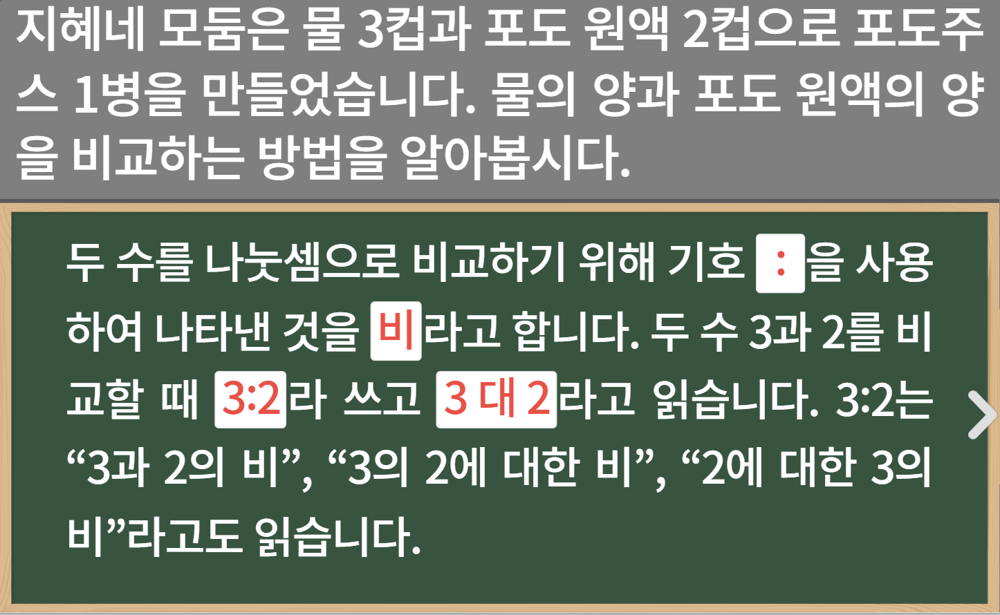 지혜네 모둠은 물 3컵과 포도 원액 2컵으로 포도주
스 1병을 만들었습니다. 물의 양과 포도 원액의 양
을 비교하는 방법을 알아봅시다.
두 수를 나눗셈으로 비교하기 위해 기호 :을 사용
하여 나타낸 것을 비라고 합니다. 두 수 3과 2를 비
교할 때 3:2라 쓰고 3 대 2라고 읽습니다. 3:2는
“3과 2의 비”, “3의 2에 대한 비”, “2에 대한 3의
비”라고도 읽습니다.